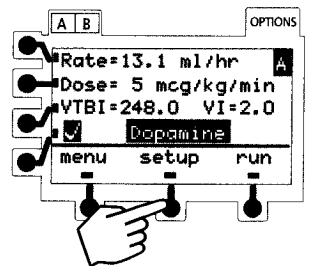 A B OPTIONS
Rate=13.1 ml/hr A
Dose= 5 mcg/kg/min
VTBI=248.0 VI=2.0
Dopamine
menu setup run